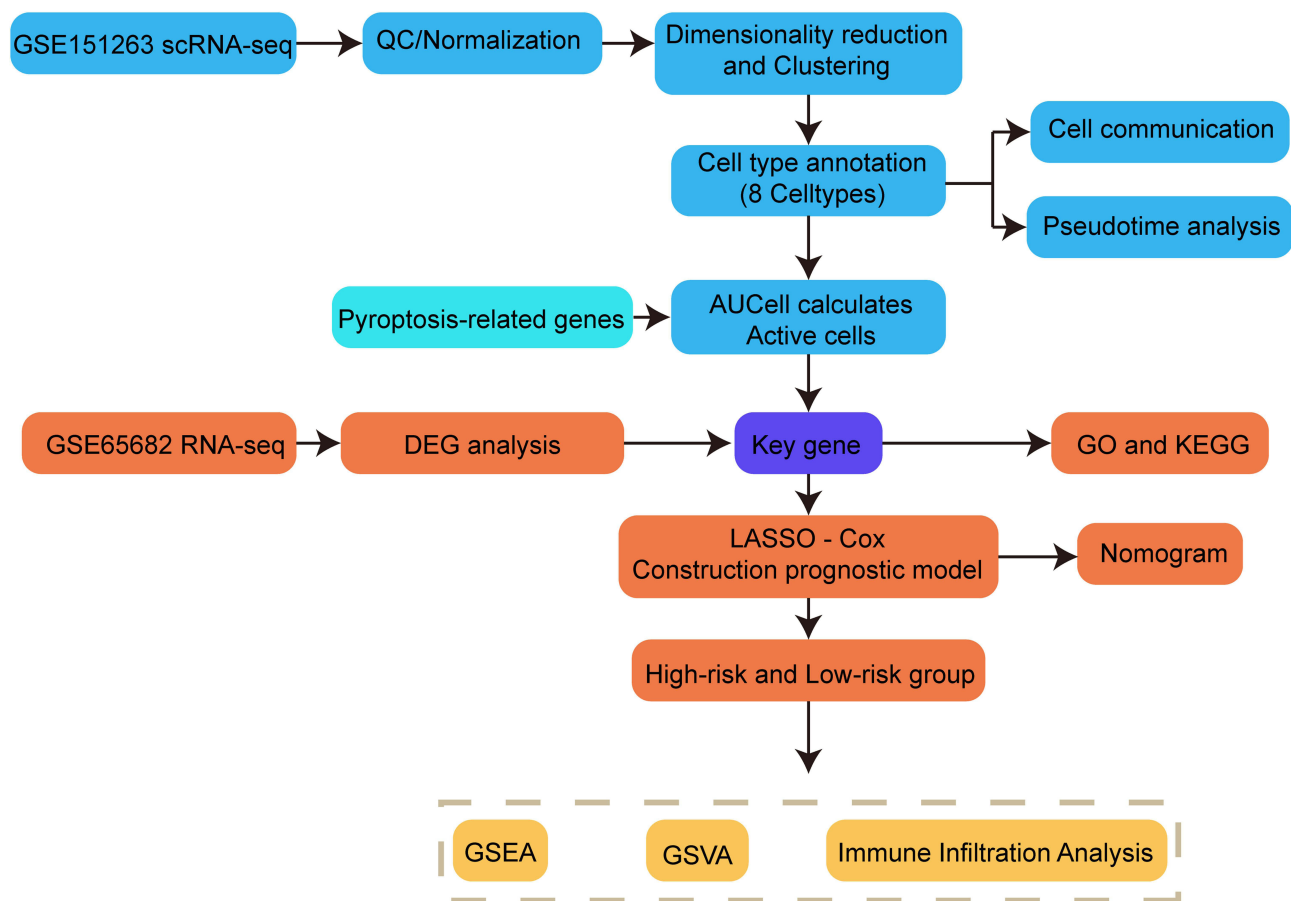 GSE151263 scRNA-seq
QC/Normalization
Dimensionality reduction
and Clustering
Cell communication
Cell type annotation
(8 Celltypes)
Pseudotime analysis
Pyroptosis-related genes
AUCell calculates
Active cells
GSE65682 RNA-seq
DEG analysis
Key gene
GO and KEGG
LASSO - Cox
Construction prognostic model
Nomogram
High-risk and Low-risk group
GSEA
GSVA
Immune Infiltration Analysis